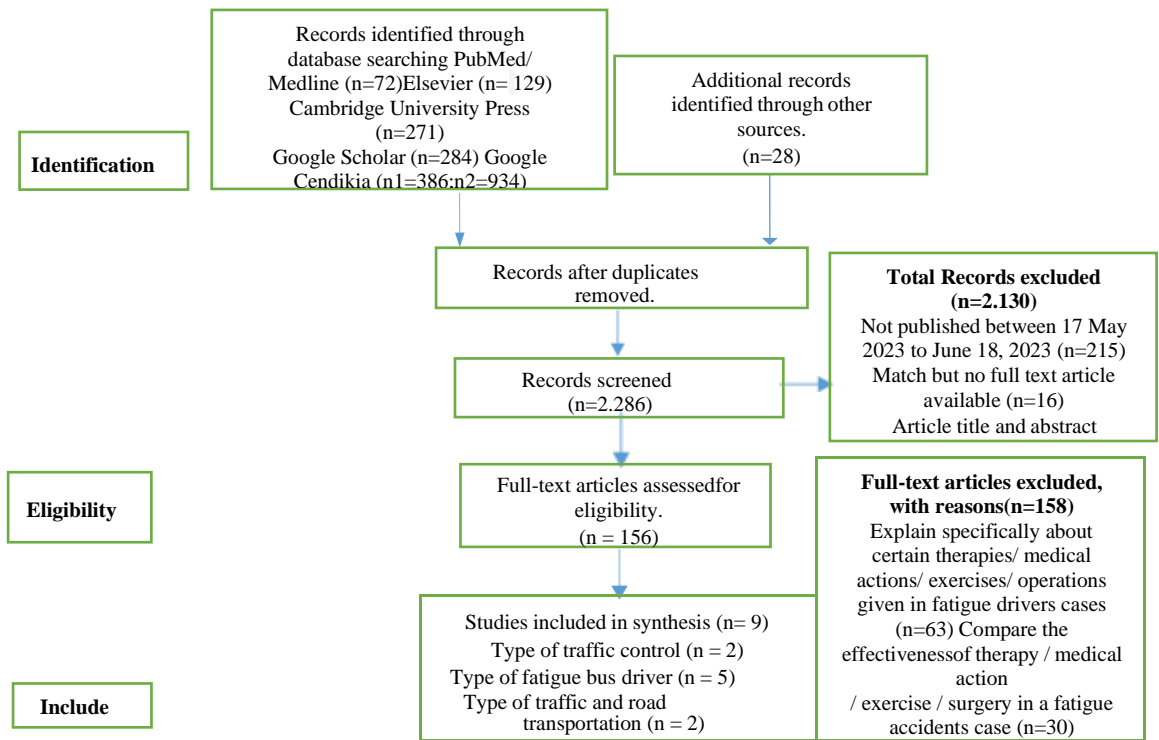 Records identified through
database searching PubMed/
Medline (n=72)Elsevier (n= 129)
Cambridge University Press
(n=271)
Google Scholar (n=284) Google
Cendikia (n1=386;n2=934)
Additional records
identified through other
sources.
(n=28)
Identification
Records after duplicates
removed.
Total Records excluded
(n=2.130)
Not published between 17 May
2023 to June 18, 2023 (n=215)
Match but no full text article
available (n=16)
Article title and abstract
Records screened
(n=2.286)
Eligibility
Full-text articles assessedfor
eligibility.
(n = 156)
Full-text articles excluded,
with reasons(n=158)
Explain specifically about
certain therapies/ medical
actions/ exercises/ operations
given in fatigue drivers cases
(n=63) Compare the
effectivenessof therapy / medical
action
/ exercise / surgery in a fatigue
accidents case (n=30)
Include
Studies included in synthesis (n= 9)
Type of traffic control (n = 2)
Type of fatigue bus driver (n = 5)
Type of traffic and road
transportation (n = 2)